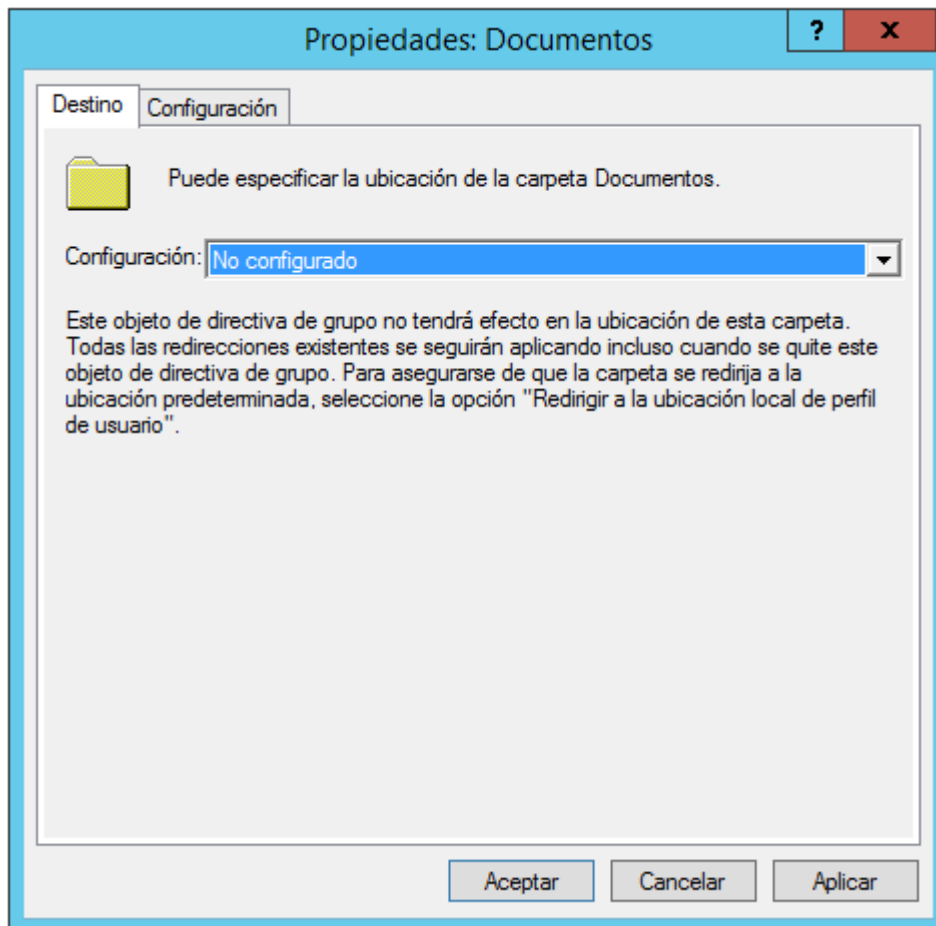 Propiedades: Documentos
? x
Destino Configuración
Puede especificar la ubicación de la carpeta Documentos.
Configuración: No configurado
Este objeto de directiva de grupo no tendrá efecto en la ubicación de esta carpeta.
Todas las redirecciones existentes se seguirán aplicando incluso cuando se quite este
objeto de directiva de grupo. Para asegurarse de que la carpeta se redirija a la
ubicación predeterminada, seleccione la opción "Redirigir a la ubicación local de perfil
de usuario".
Aceptar Cancelar Aplicar